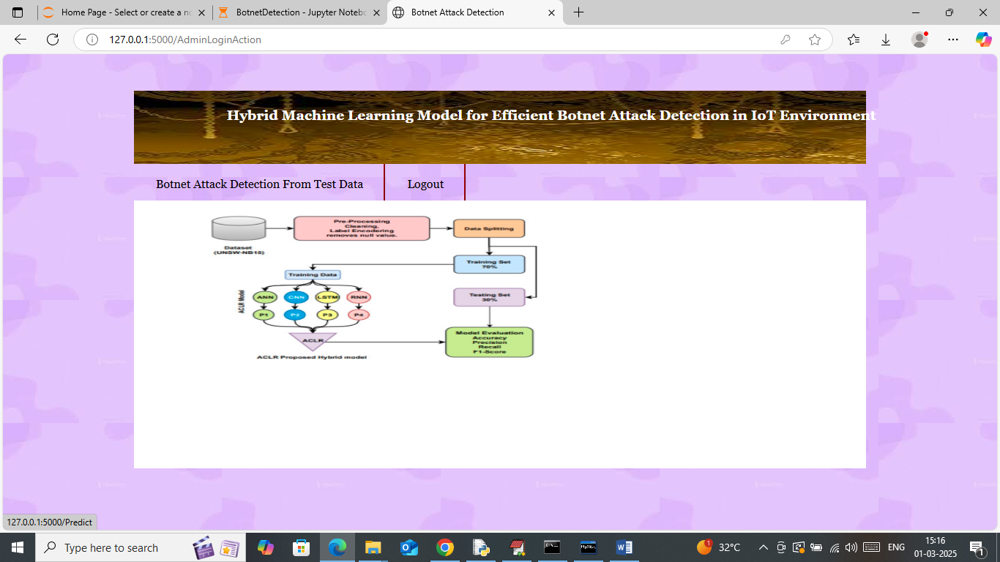 Home Page - Select or create a n
BotnetDetection - Jupyter Noteb
Botnet Attack Detection
127.0.0.1:5000/AdminLoginAction
Hybrid Machine Learning Model for Efficient Botnet Attack Detection in IoT Environment
Botnet Attack Detection From Test Data
Logout
Pre-Processing
Cleaning,
Label Encodering
removes null value.
Data Splitting
Dataset
(UNSW-NB15)
Training Set
70%
Training Data
ACLR Model
ANN
CNN
LSTM
RNN
Testing Set
30%
P1
P2
P3
P4
Model Evaluation
Accuracy
Precision
Recall
F1-Score
ACLR
ACLR Proposed Hybrid model
127.0.0.1:5000/Predict
Type here to search
1
32°C
ENG
15:16
01-03-2025
1